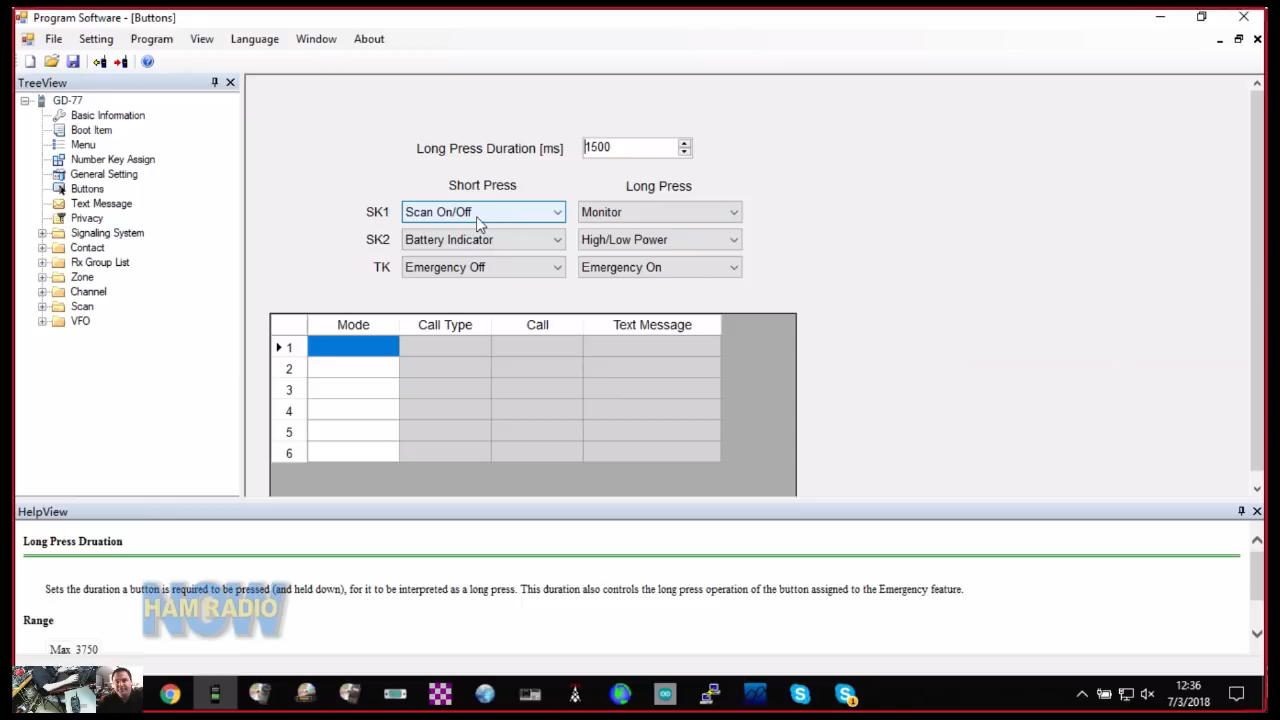 Program Software - [Buttons]
File Setting Program View Language Window About
TreeView
GD-77
Basic Information
Boot Item
Menu
Number Key Assign
General Setting
Buttons
Text Message
Privacy
Signaling System
Contact
Rx Group List
Zone
Channel
Scan
VFO
Long Press Duration [ms] 1500
Short Press Long Press
SK1 Scan On/Off Monitor
SK2 Battery Indicator High/Low Power
TK Emergency Off Emergency On
Mode Call Type Call Text Message
1
2
3
4
5
6
HelpView
Long Press Druation
Sets the duration a button is required to be pressed (and held down), for it to be interpreted as a long press. This duration also controls the long press operation of the button assigned to the Emergency feature.
NOW
HAM RADIO
Range
Max 3750
12:36
7/3/2018